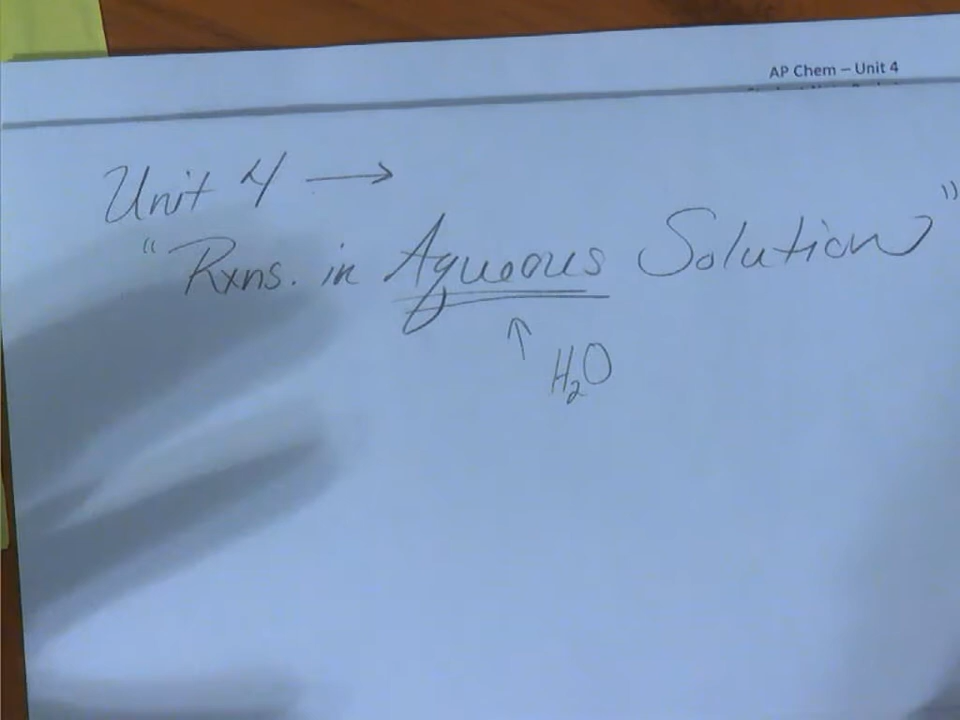 AP Chem – Unit 4
Unit 4 →
"Rxns. in Aqueous Solution"
↑
H₂O